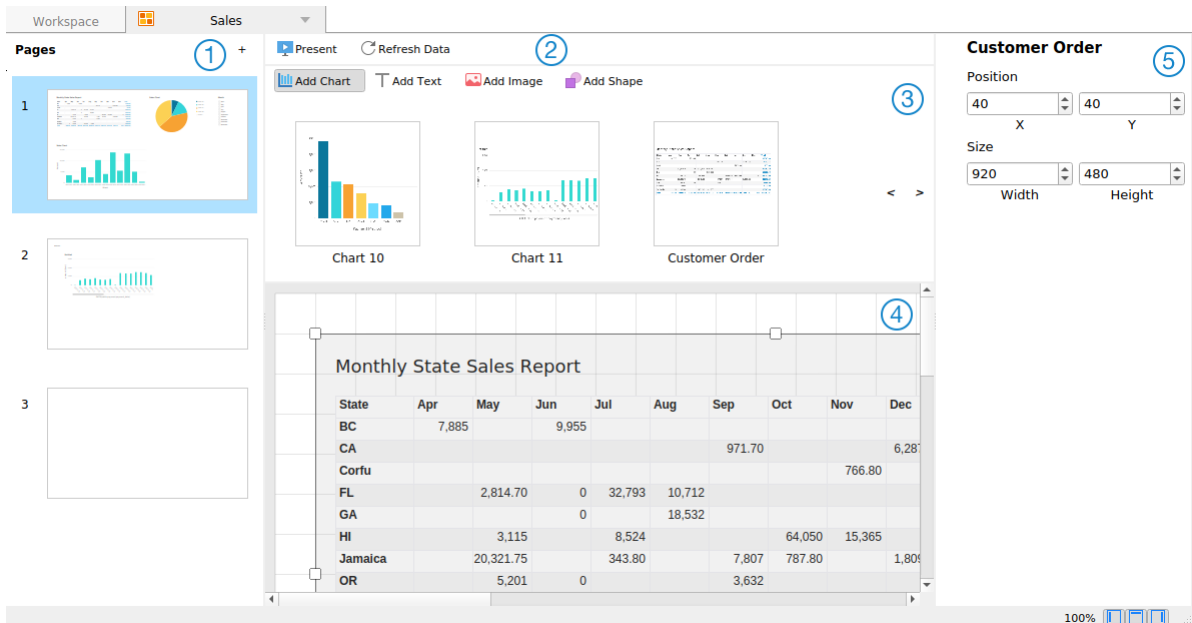 Workspace
Sales
Pages
1
+
Present
Refresh Data
2
Customer Order
5
Add Chart
Add Text
Add Image
Add Shape
3
Position
40
40
X
Y
Size
920
480
Width
Height
1
2
3
<
>
Chart 10
Chart 11
Customer Order
4
Monthly State Sales Report
State Apr May Jun Jul Aug Sep Oct Nov Dec
BC 7,885 9,955
CA 971.70
Corfu 766.80
FL 2,814.70 0 32,793 10,712
GA 0 18,532
HI 3,115 8,524 64,050 15,365
Jamaica 20,321.75 343.80 7,807 787.80
OR 5,201 0 3,632
100%